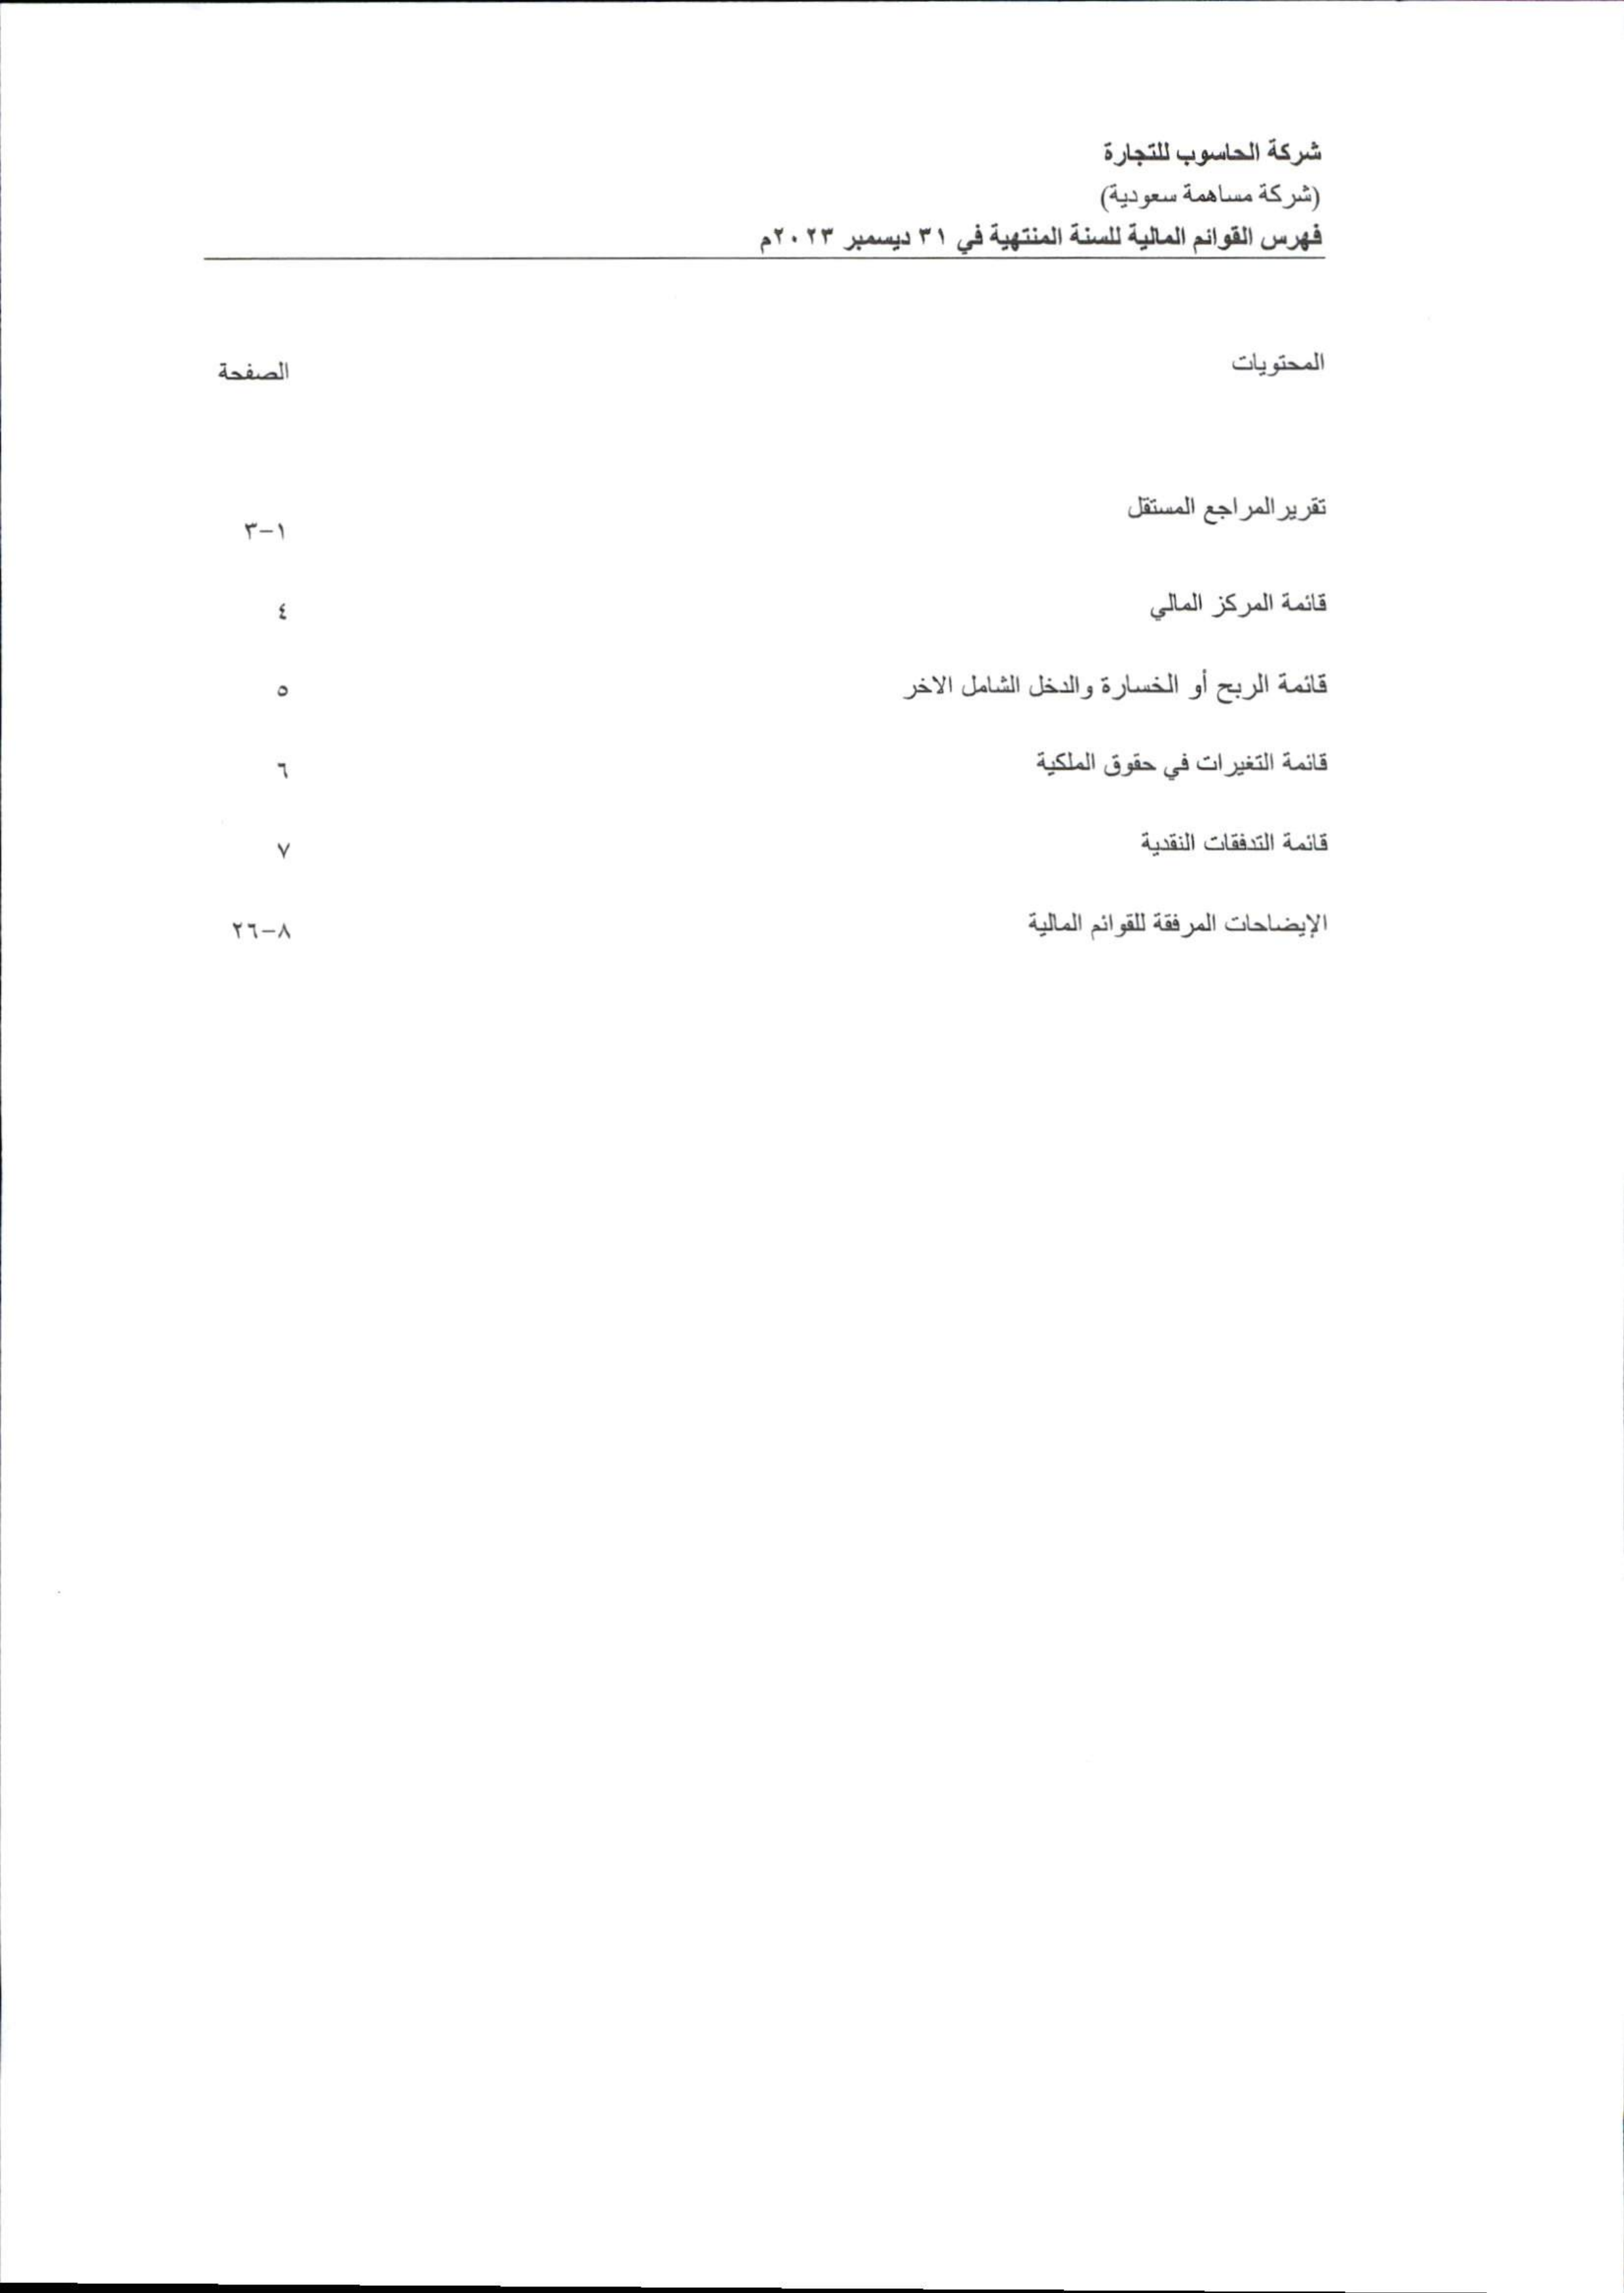 شركة الحاسوب للتجارة
(شركة مساهمة سعودية)
فهرس القوائم المالية للسنة المنتهية في ٣١ ديسمبر ٢٠٢٣م
المحتويات الصفحة
تقرير المراجع المستقل ١-٣
قائمة المركز المالي ٤
قائمة الربح أو الخسارة والدخل الشامل الاخر ٥
قائمة التغيرات في حقوق الملكية ٦
قائمة التدفقات النقدية ٧
الإيضاحات المرفقة للقوائم المالية ٨-٢٦